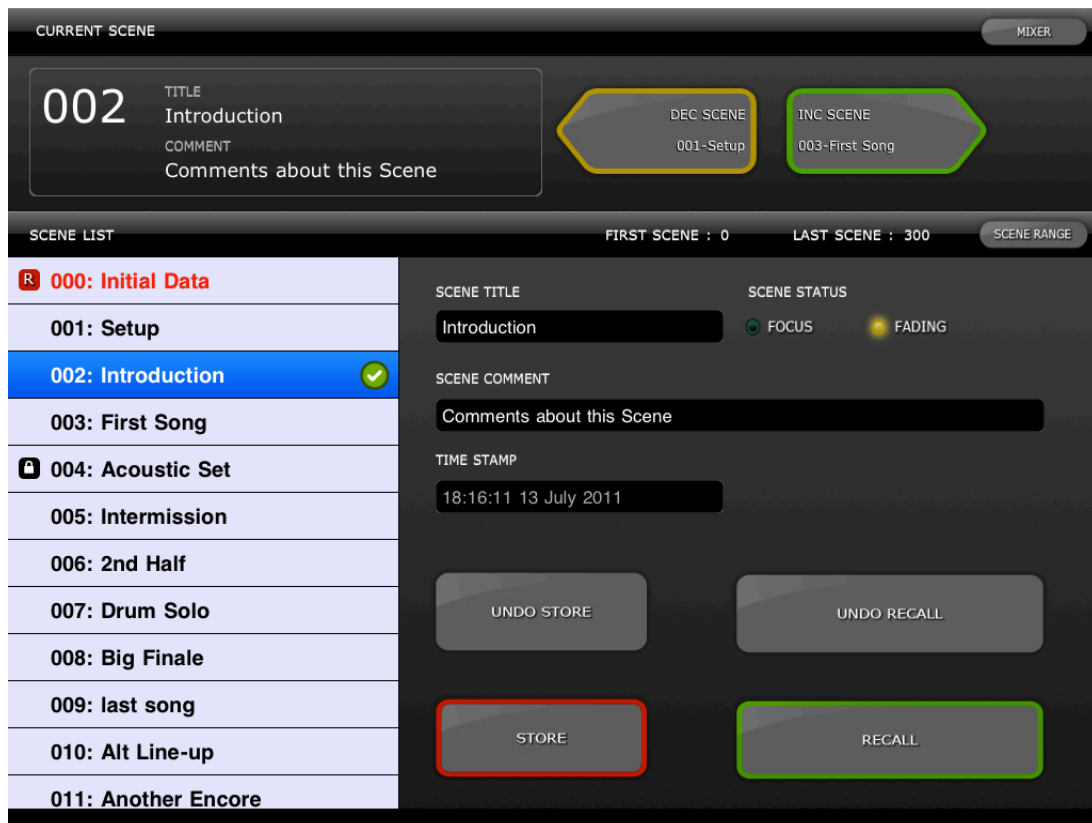 CURRENT SCENE
MIXER
002
TITLE
Introduction
COMMENT
Comments about this Scene
DEC SCENE
001-Setup
INC SCENE
003-First Song
SCENE LIST
FIRST SCENE : 0
LAST SCENE : 300
SCENE RANGE
R 000: Initial Data
001: Setup
002: Introduction
003: First Song
004: Acoustic Set
005: Intermission
006: 2nd Half
007: Drum Solo
008: Big Finale
009: last song
010: Alt Line-up
011: Another Encore
SCENE TITLE
Introduction
SCENE STATUS
FOCUS
FADING
SCENE COMMENT
Comments about this Scene
TIME STAMP
18:16:11 13 July 2011
UNDO STORE
UNDO RECALL
STORE
RECALL